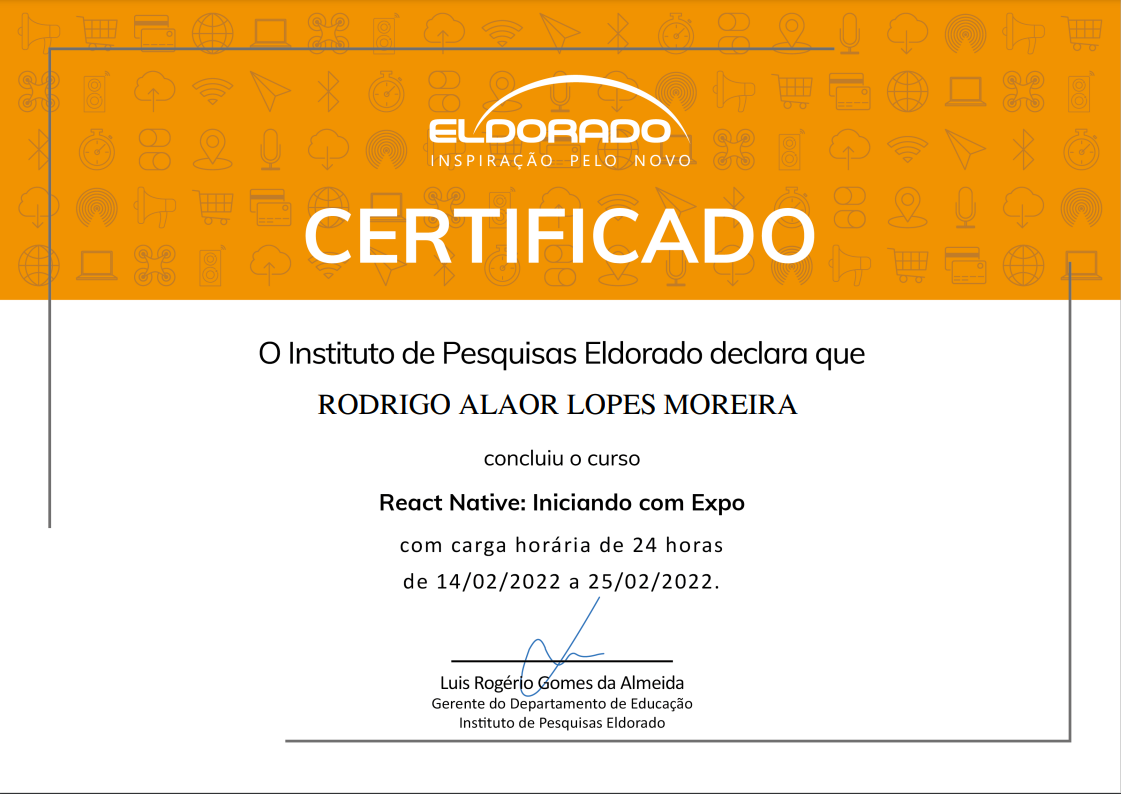 ELDORADO
INSPIRAÇÃO PELO NOVO
CERTIFICADO
O Instituto de Pesquisas Eldorado declara que
RODRIGO ALAOR LOPES MOREIRA
concluiu o curso
React Native: Iniciando com Expo
com carga horária de 24 horas
de 14/02/2022 a 25/02/2022.
Luis Rogério Gomes da Almeida
Gerente do Departamento de Educação
Instituto de Pesquisas Eldorado